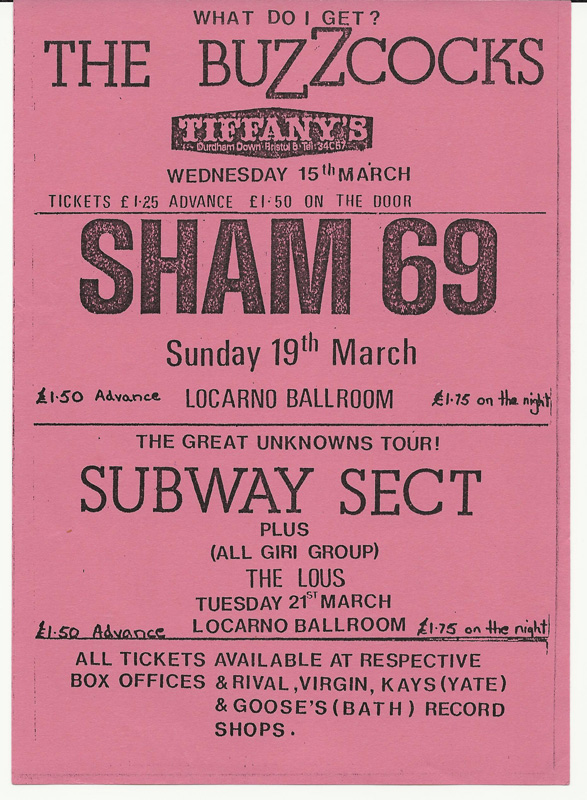 WHAT DO I GET?
THE BUZZCOCKS
TIFFANY'S
Durdham Down · Bristol 8 · Tel: 34057
WEDNESDAY 15th MARCH
TICKETS £1·25 ADVANCE £1·50 ON THE DOOR
SHAM 69
Sunday 19th March
£1·50 Advance LOCARNO BALLROOM £1·75 on the night
THE GREAT UNKNOWNS TOUR!
SUBWAY SECT
PLUS
(ALL GIRI GROUP)
THE LOUS
TUESDAY 21ST MARCH
£1·50 Advance LOCARNO BALLROOM £1·75 on the night
ALL TICKETS AVAILABLE AT RESPECTIVE
BOX OFFICES & RIVAL, VIRGIN, KAYS (YATE)
& GOOSE'S (BATH) RECORD
SHOPS.